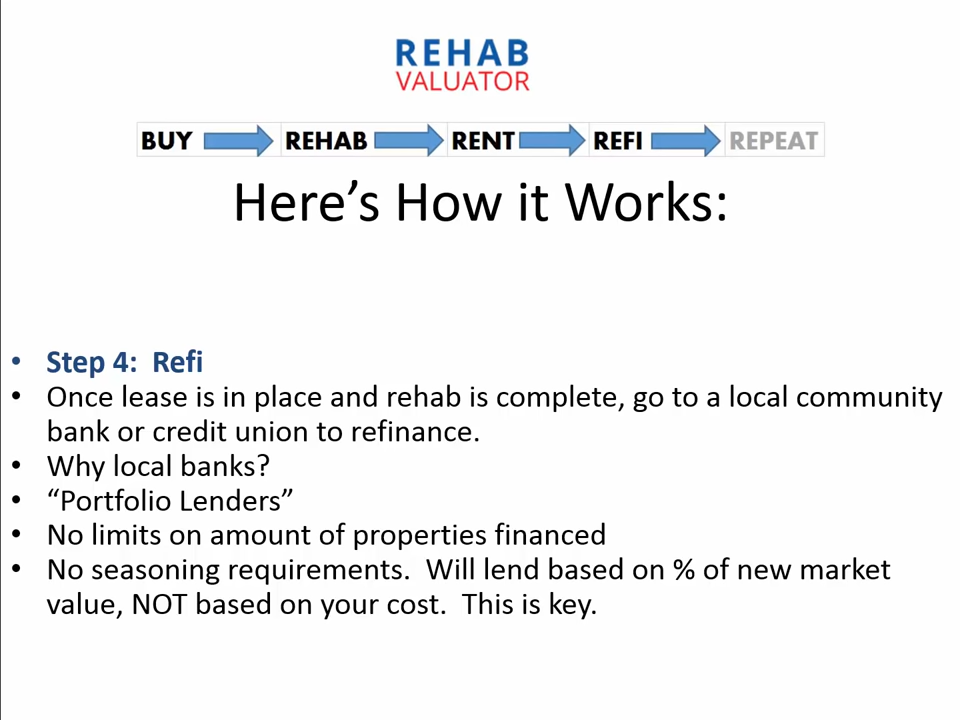 REHAB
VALUATOR
BUY REHAB RENT REFI REPEAT
Here’s How it Works:
• Step 4:  Refi
• Once lease is in place and rehab is complete, go to a local community
bank or credit union to refinance.
• Why local banks?
• “Portfolio Lenders”
• No limits on amount of properties financed
• No seasoning requirements.  Will lend based on % of new market
value, NOT based on your cost.  This is key.